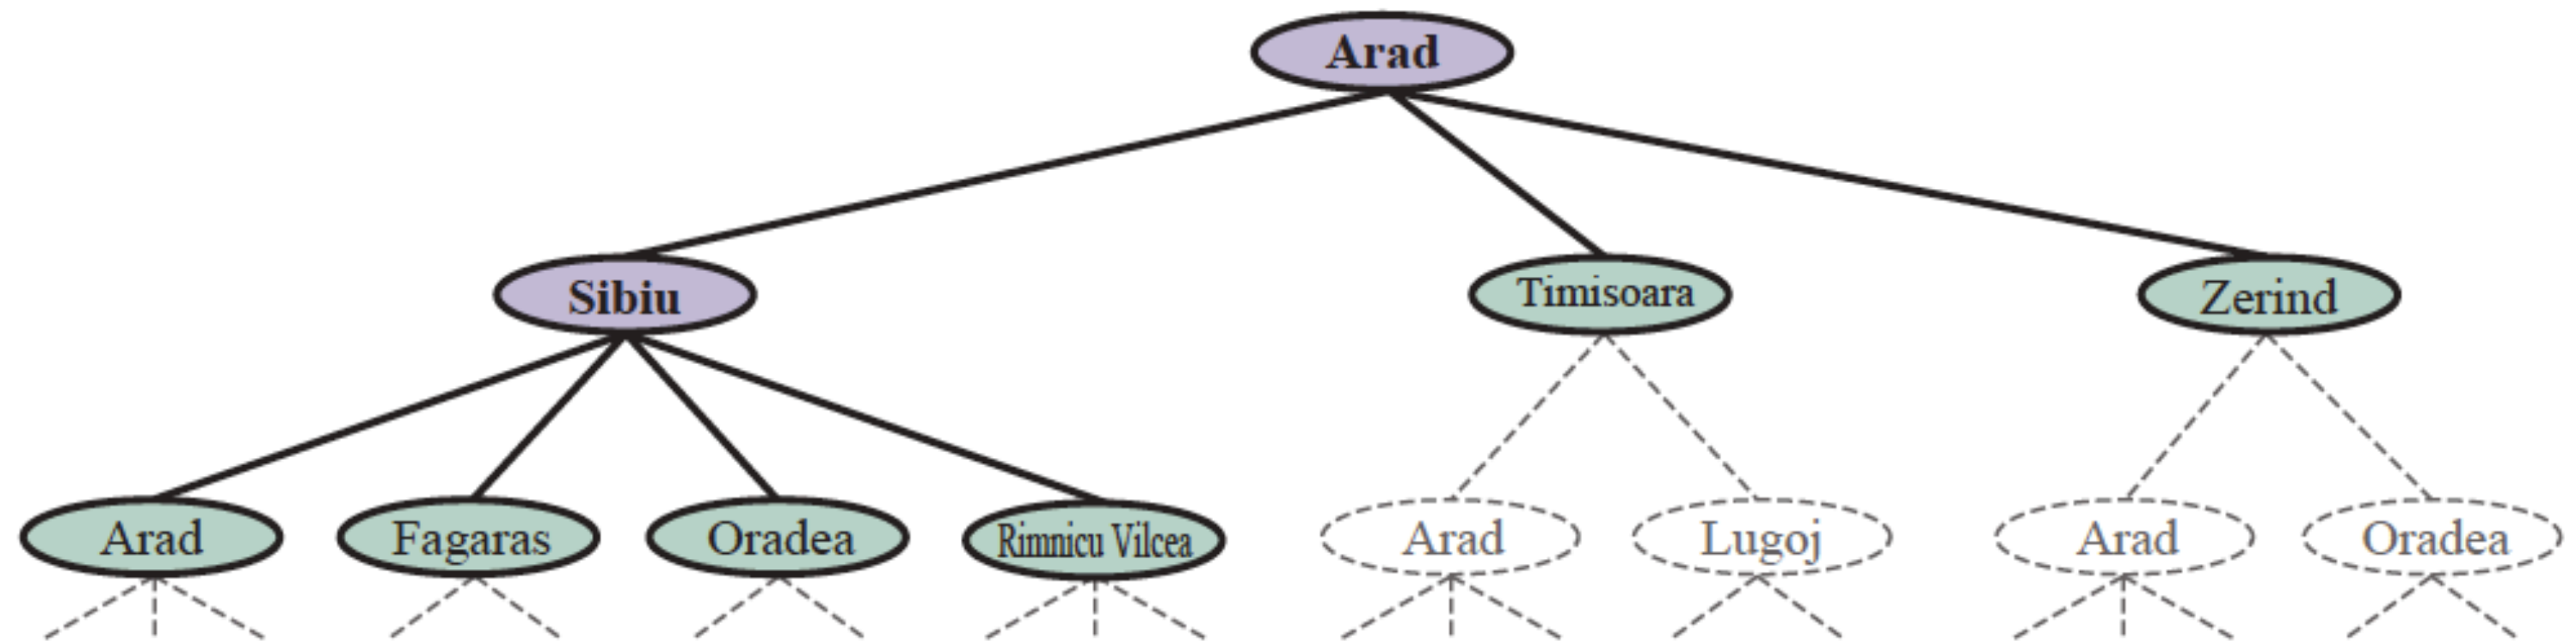 Arad
Sibiu
Timisoara
Zerind
Arad
Fagaras
Oradea
Rimnicu Vilcea
Arad
Lugoj
Arad
Oradea